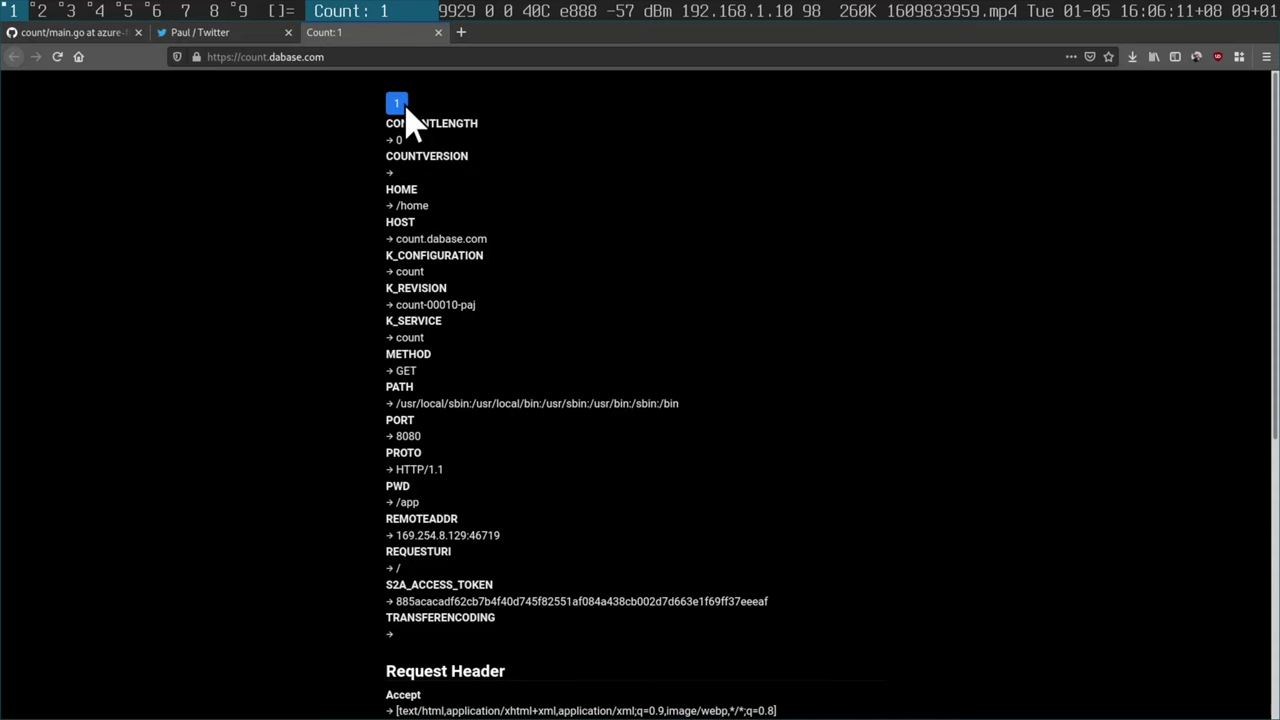 1 2 3 4 5 6 7 8 9 []= Count: 1 9929 0 0 40C e888 -57 dBm 192.168.1.10 98 260K 1609833959.mp4 Tue 01-05 16:06:11+08 09+01
count/main.go at azure- Paul / Twitter Count: 1
https://count.dabase.com
1
→ 0
COUNTVERSION
→
HOME
→ /home
HOST
→ count.dabase.com
K_CONFIGURATION
→ count
K_REVISION
→ count-00010-paj
K_SERVICE
→ count
METHOD
→ GET
PATH
→ /usr/local/sbin:/usr/local/bin:/usr/sbin:/usr/bin:/sbin:/bin
PORT
→ 8080
PROTO
→ HTTP/1.1
PWD
→ /app
REMOTEADDR
→ 169.254.8.129:46719
REQUESTURI
→ /
S2A_ACCESS_TOKEN
→ 885acacadf62cb7b4f40d745f82551af084a438cb002d7d663e1f69ff37eeeaf
TRANSFERENCODING
→
Request Header
Accept
→ [text/html,application/xhtml+xml,application/xml;q=0.9,image/webp,*/*;q=0.8]